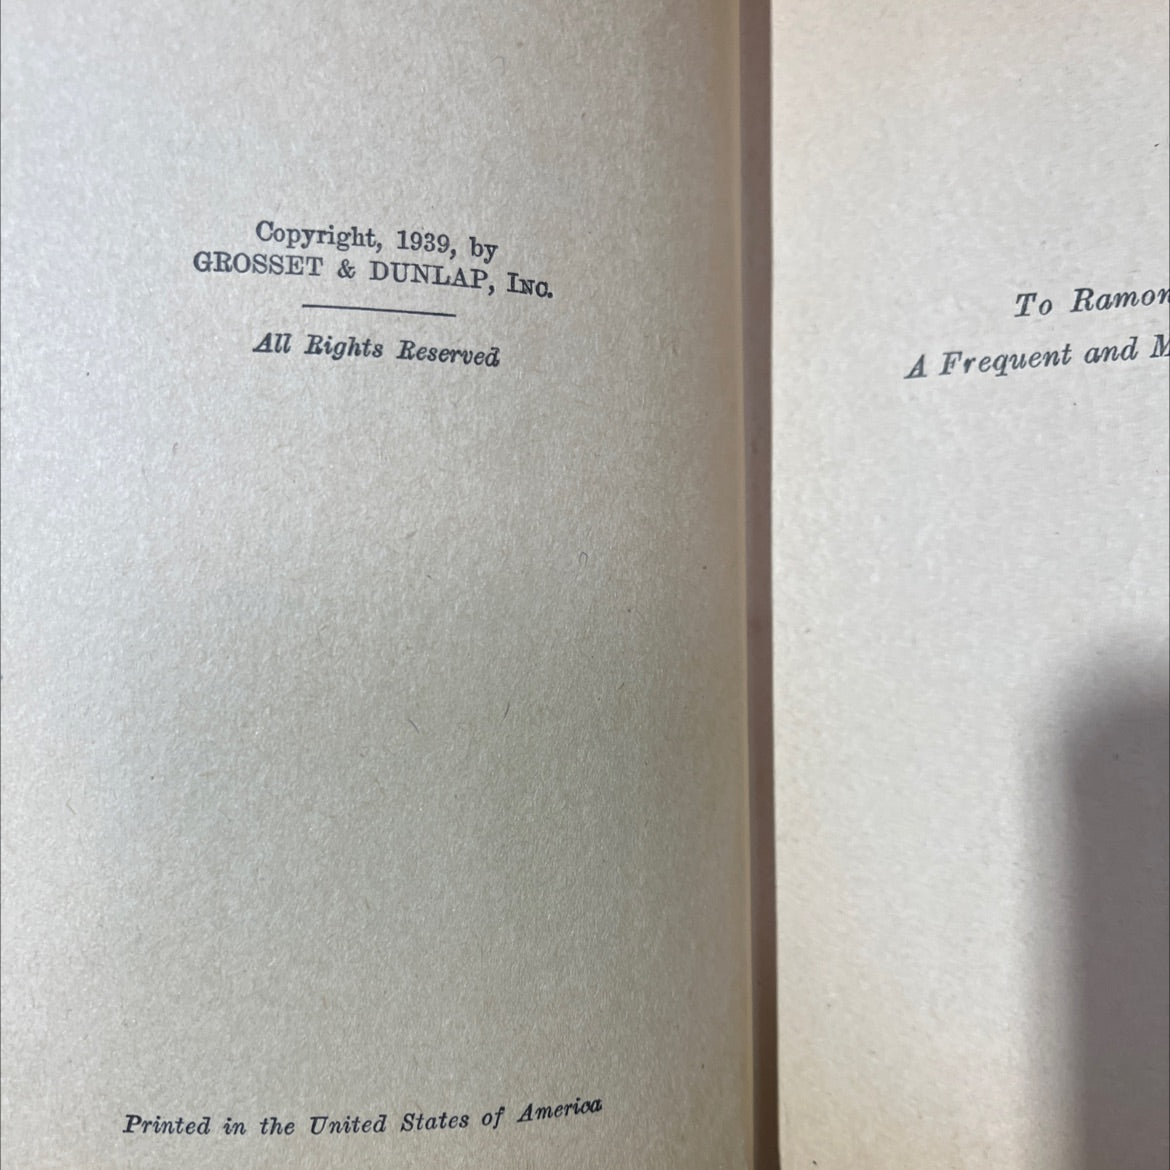 Copyright, 1939, by
GROSSET & DUNLAP, INC.
All Rights Reserved
Printed in the United States of America
To Ramon
A Frequent and M